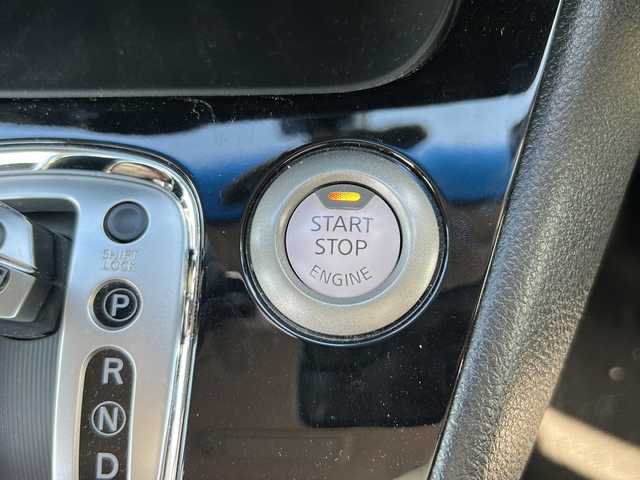 START
STOP
ENGINE
SHIFT
LOCK
P
R
N
D